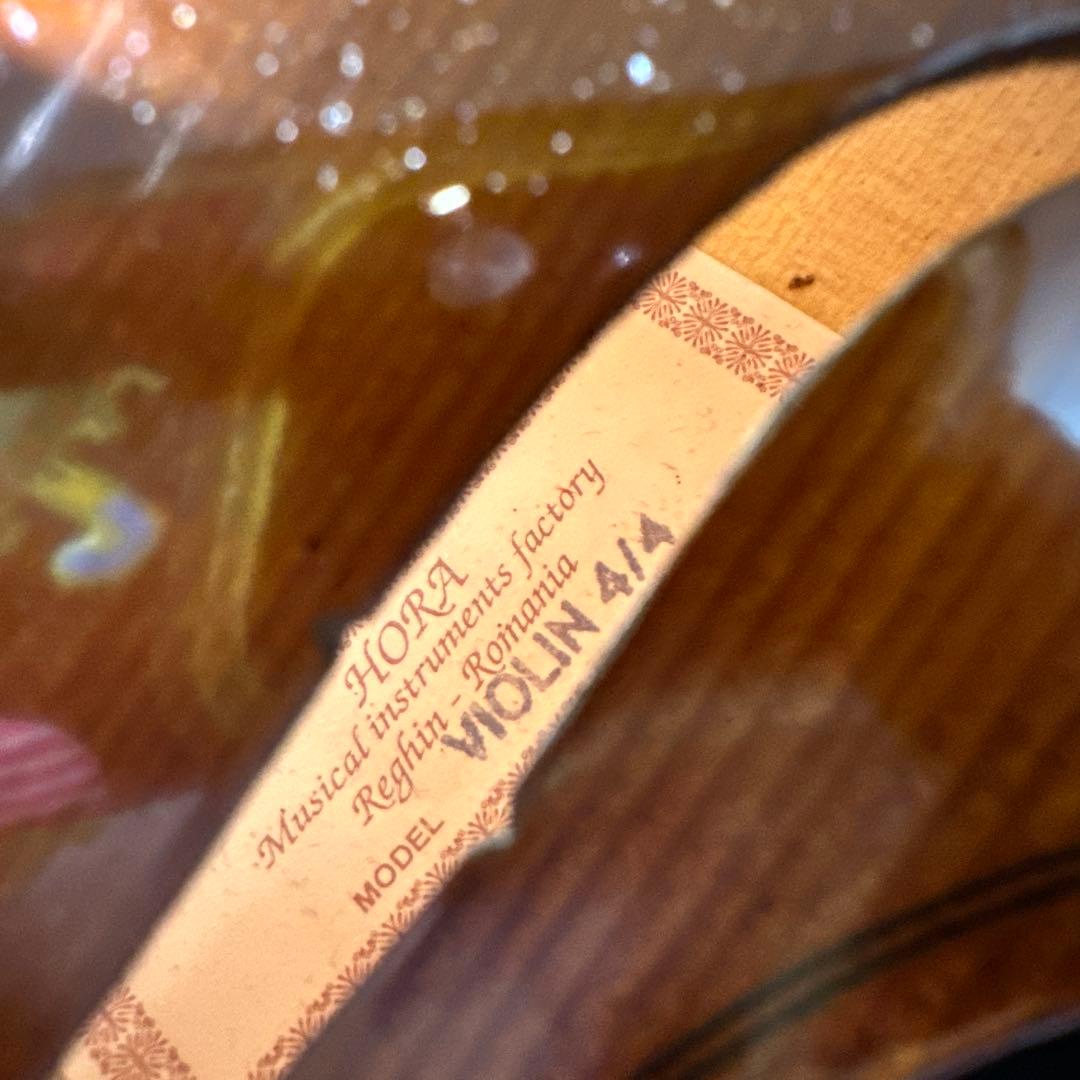 HORA
Musical instruments factory
Reghin - Romania
MODEL VIOLIN 4/4